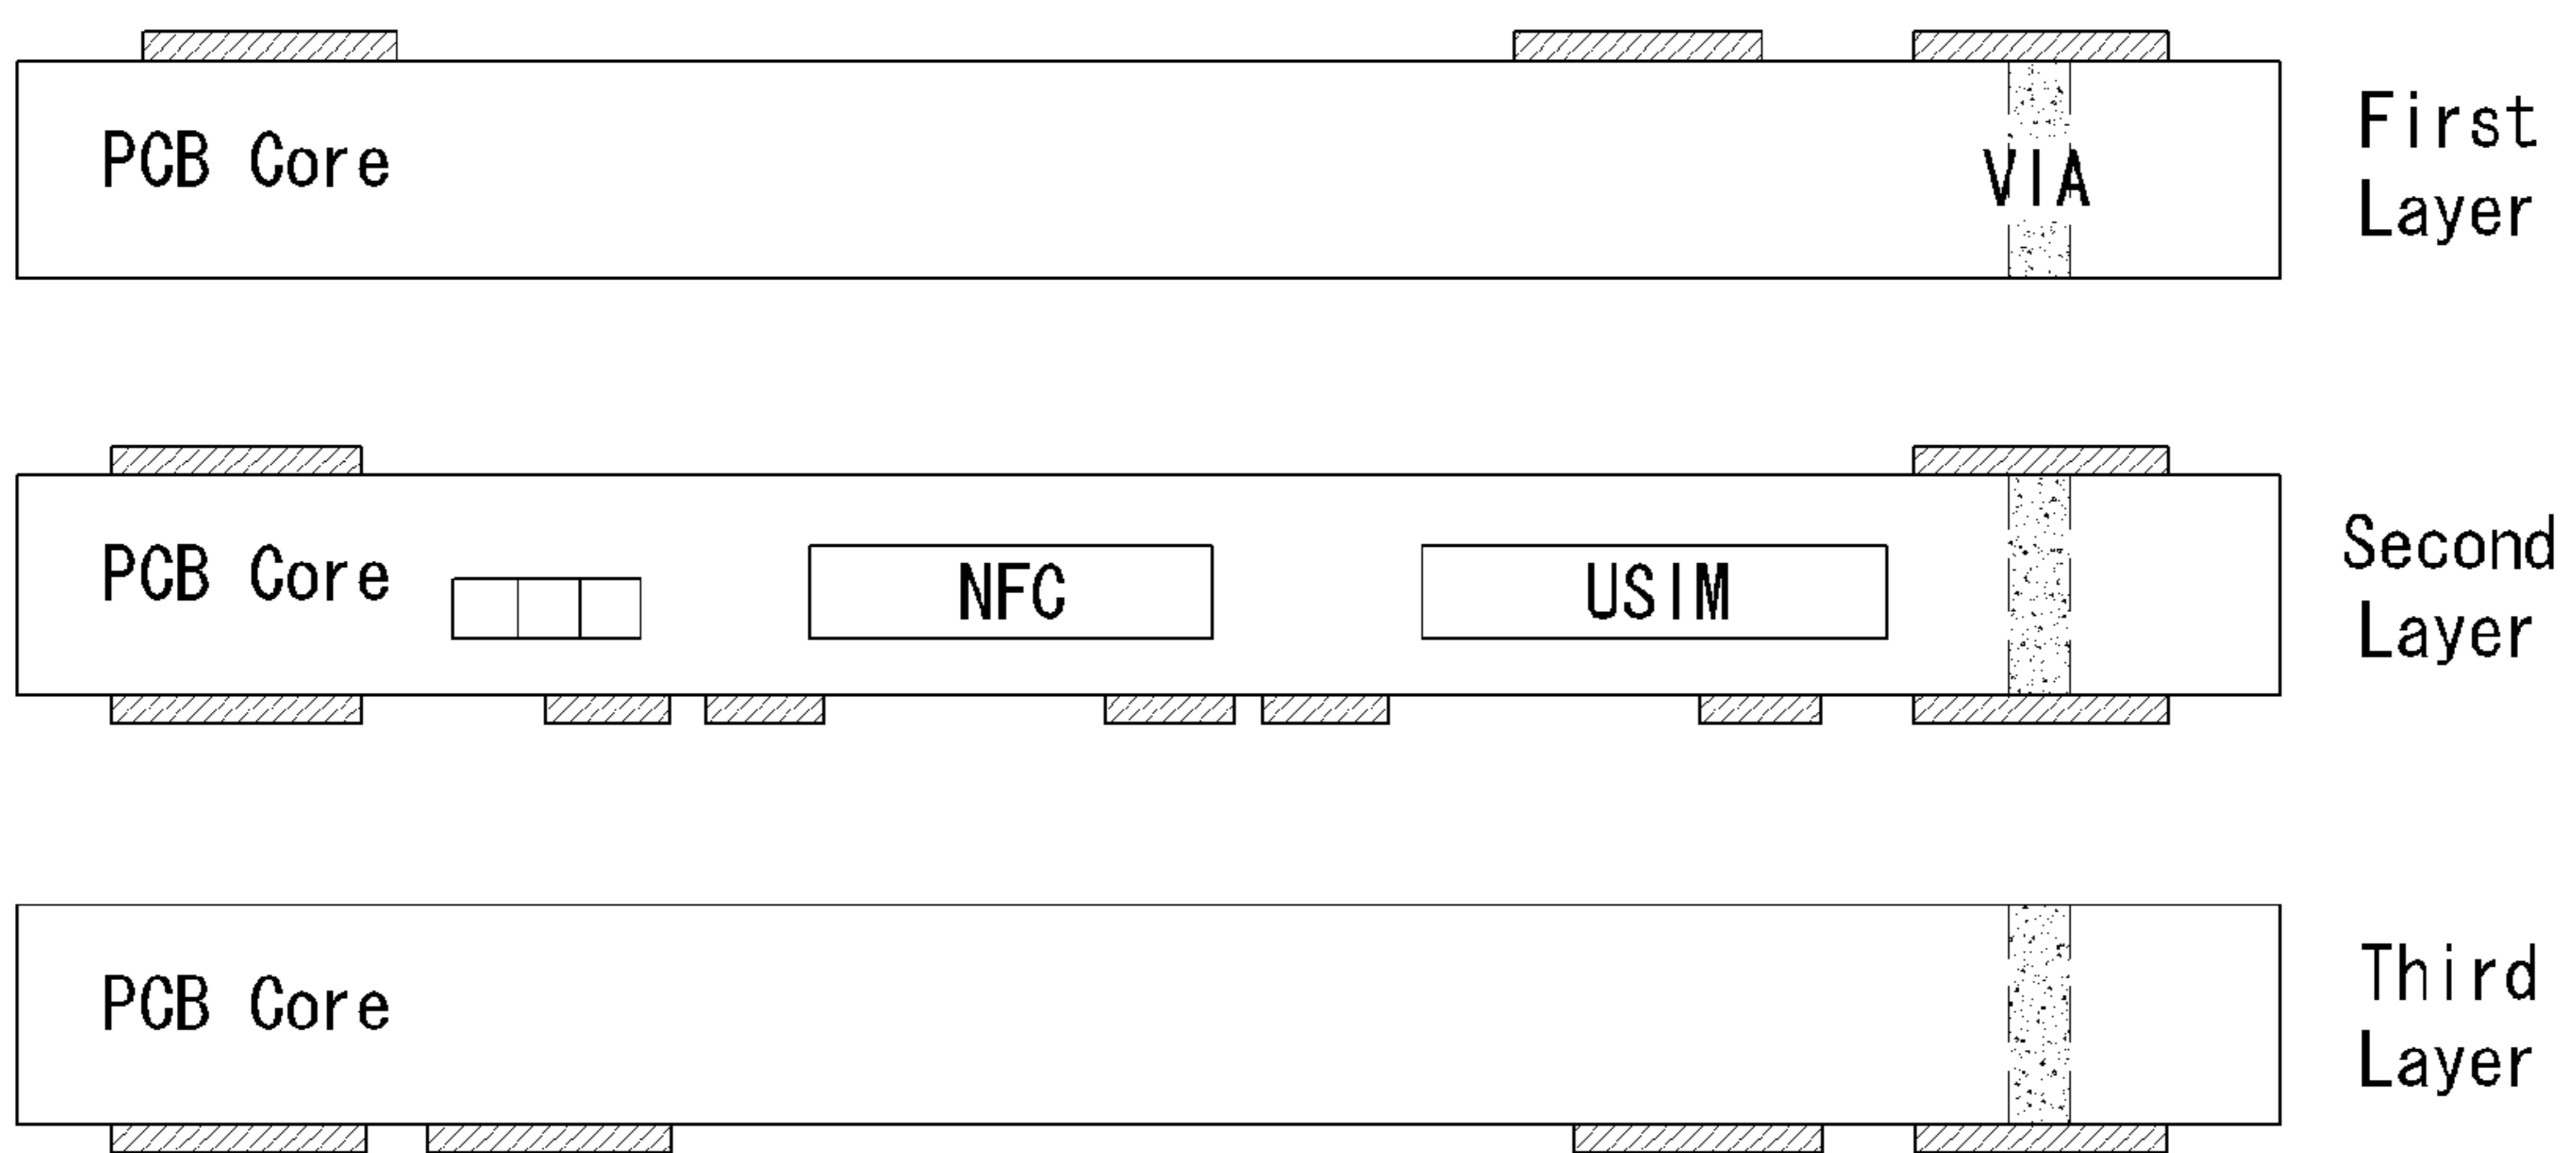 PCB Core
VIA
First
Layer
PCB Core
NFC
USIM
Second
Layer
PCB Core
Third
Layer